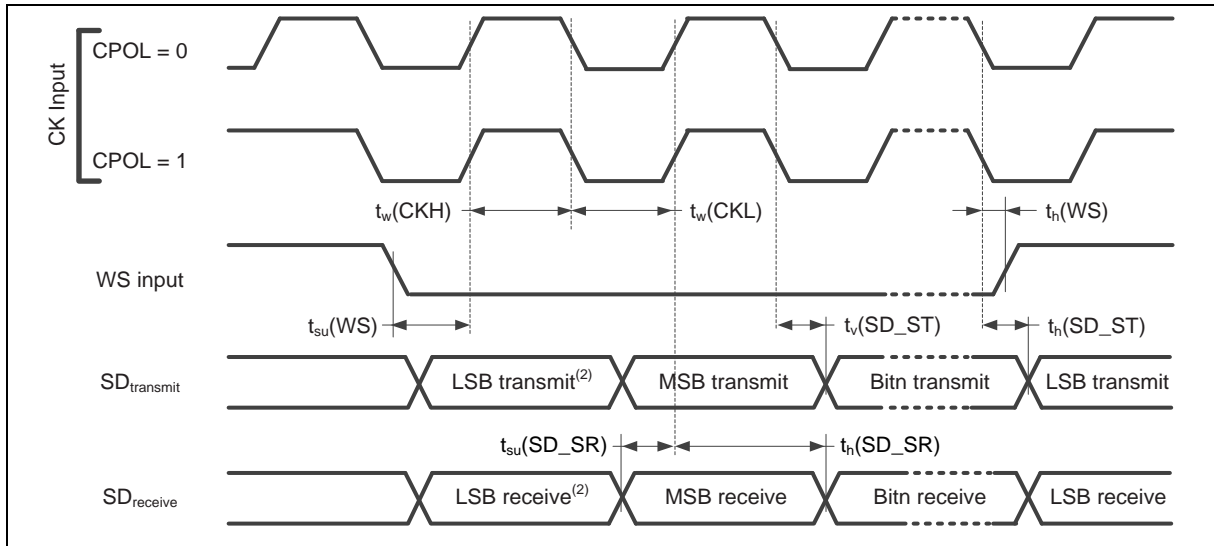 CK Input
CPOL = 0
CPOL = 1
tw(CKH)
tw(CKL)
th(WS)
WS input
tsu(WS)
tv(SD_ST)
th(SD_ST)
SDtransmit
LSB transmit(2)
MSB transmit
Bitn transmit
LSB transmit
tsu(SD_SR)
th(SD_SR)
SDreceive
LSB receive(2)
MSB receive
Bitn receive
LSB receive